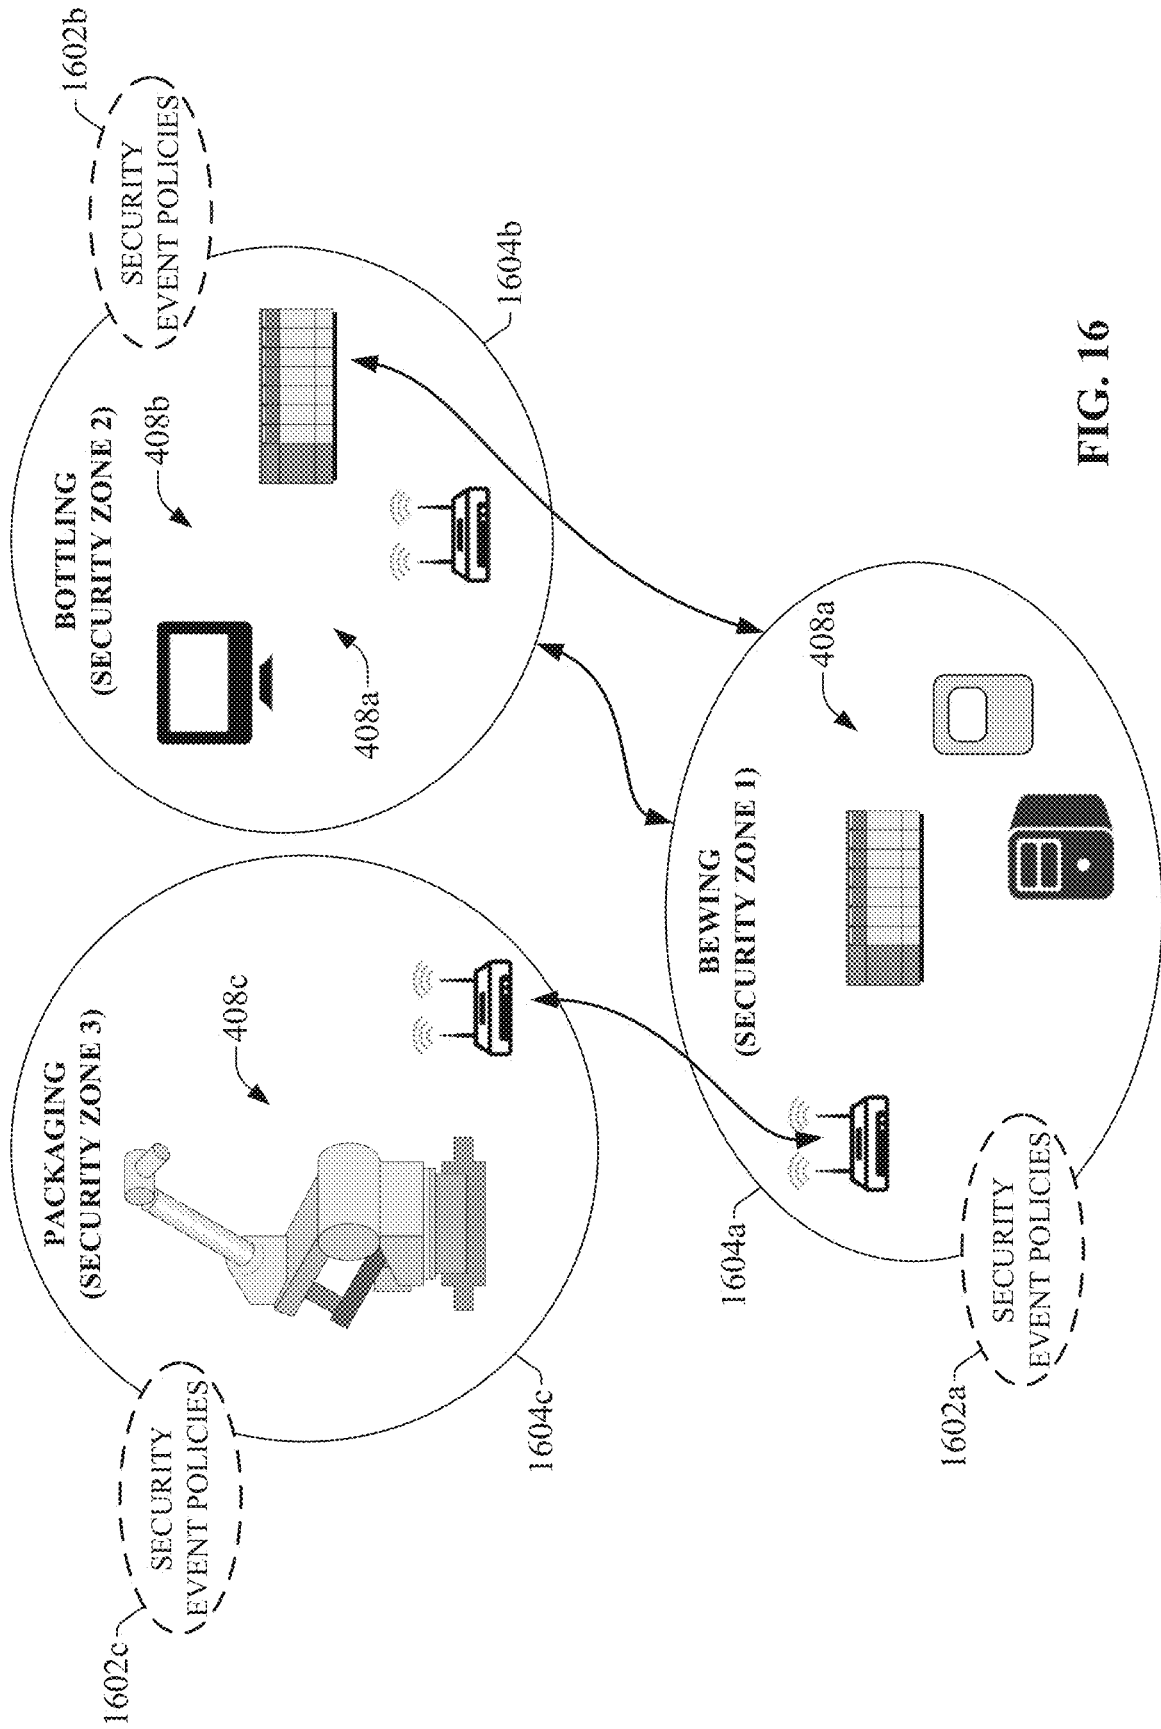 1602c
SECURITY
EVENT POLICIES
PACKAGING
(SECURITY ZONE 3)
408c
1604c
BOTTLING
(SECURITY ZONE 2)
408b
408a
SECURITY
EVENT POLICIES
1602b
1604b
1604a
BEWING
(SECURITY ZONE 1)
408a
SECURITY
EVENT POLICIES
1602a
FIG. 16